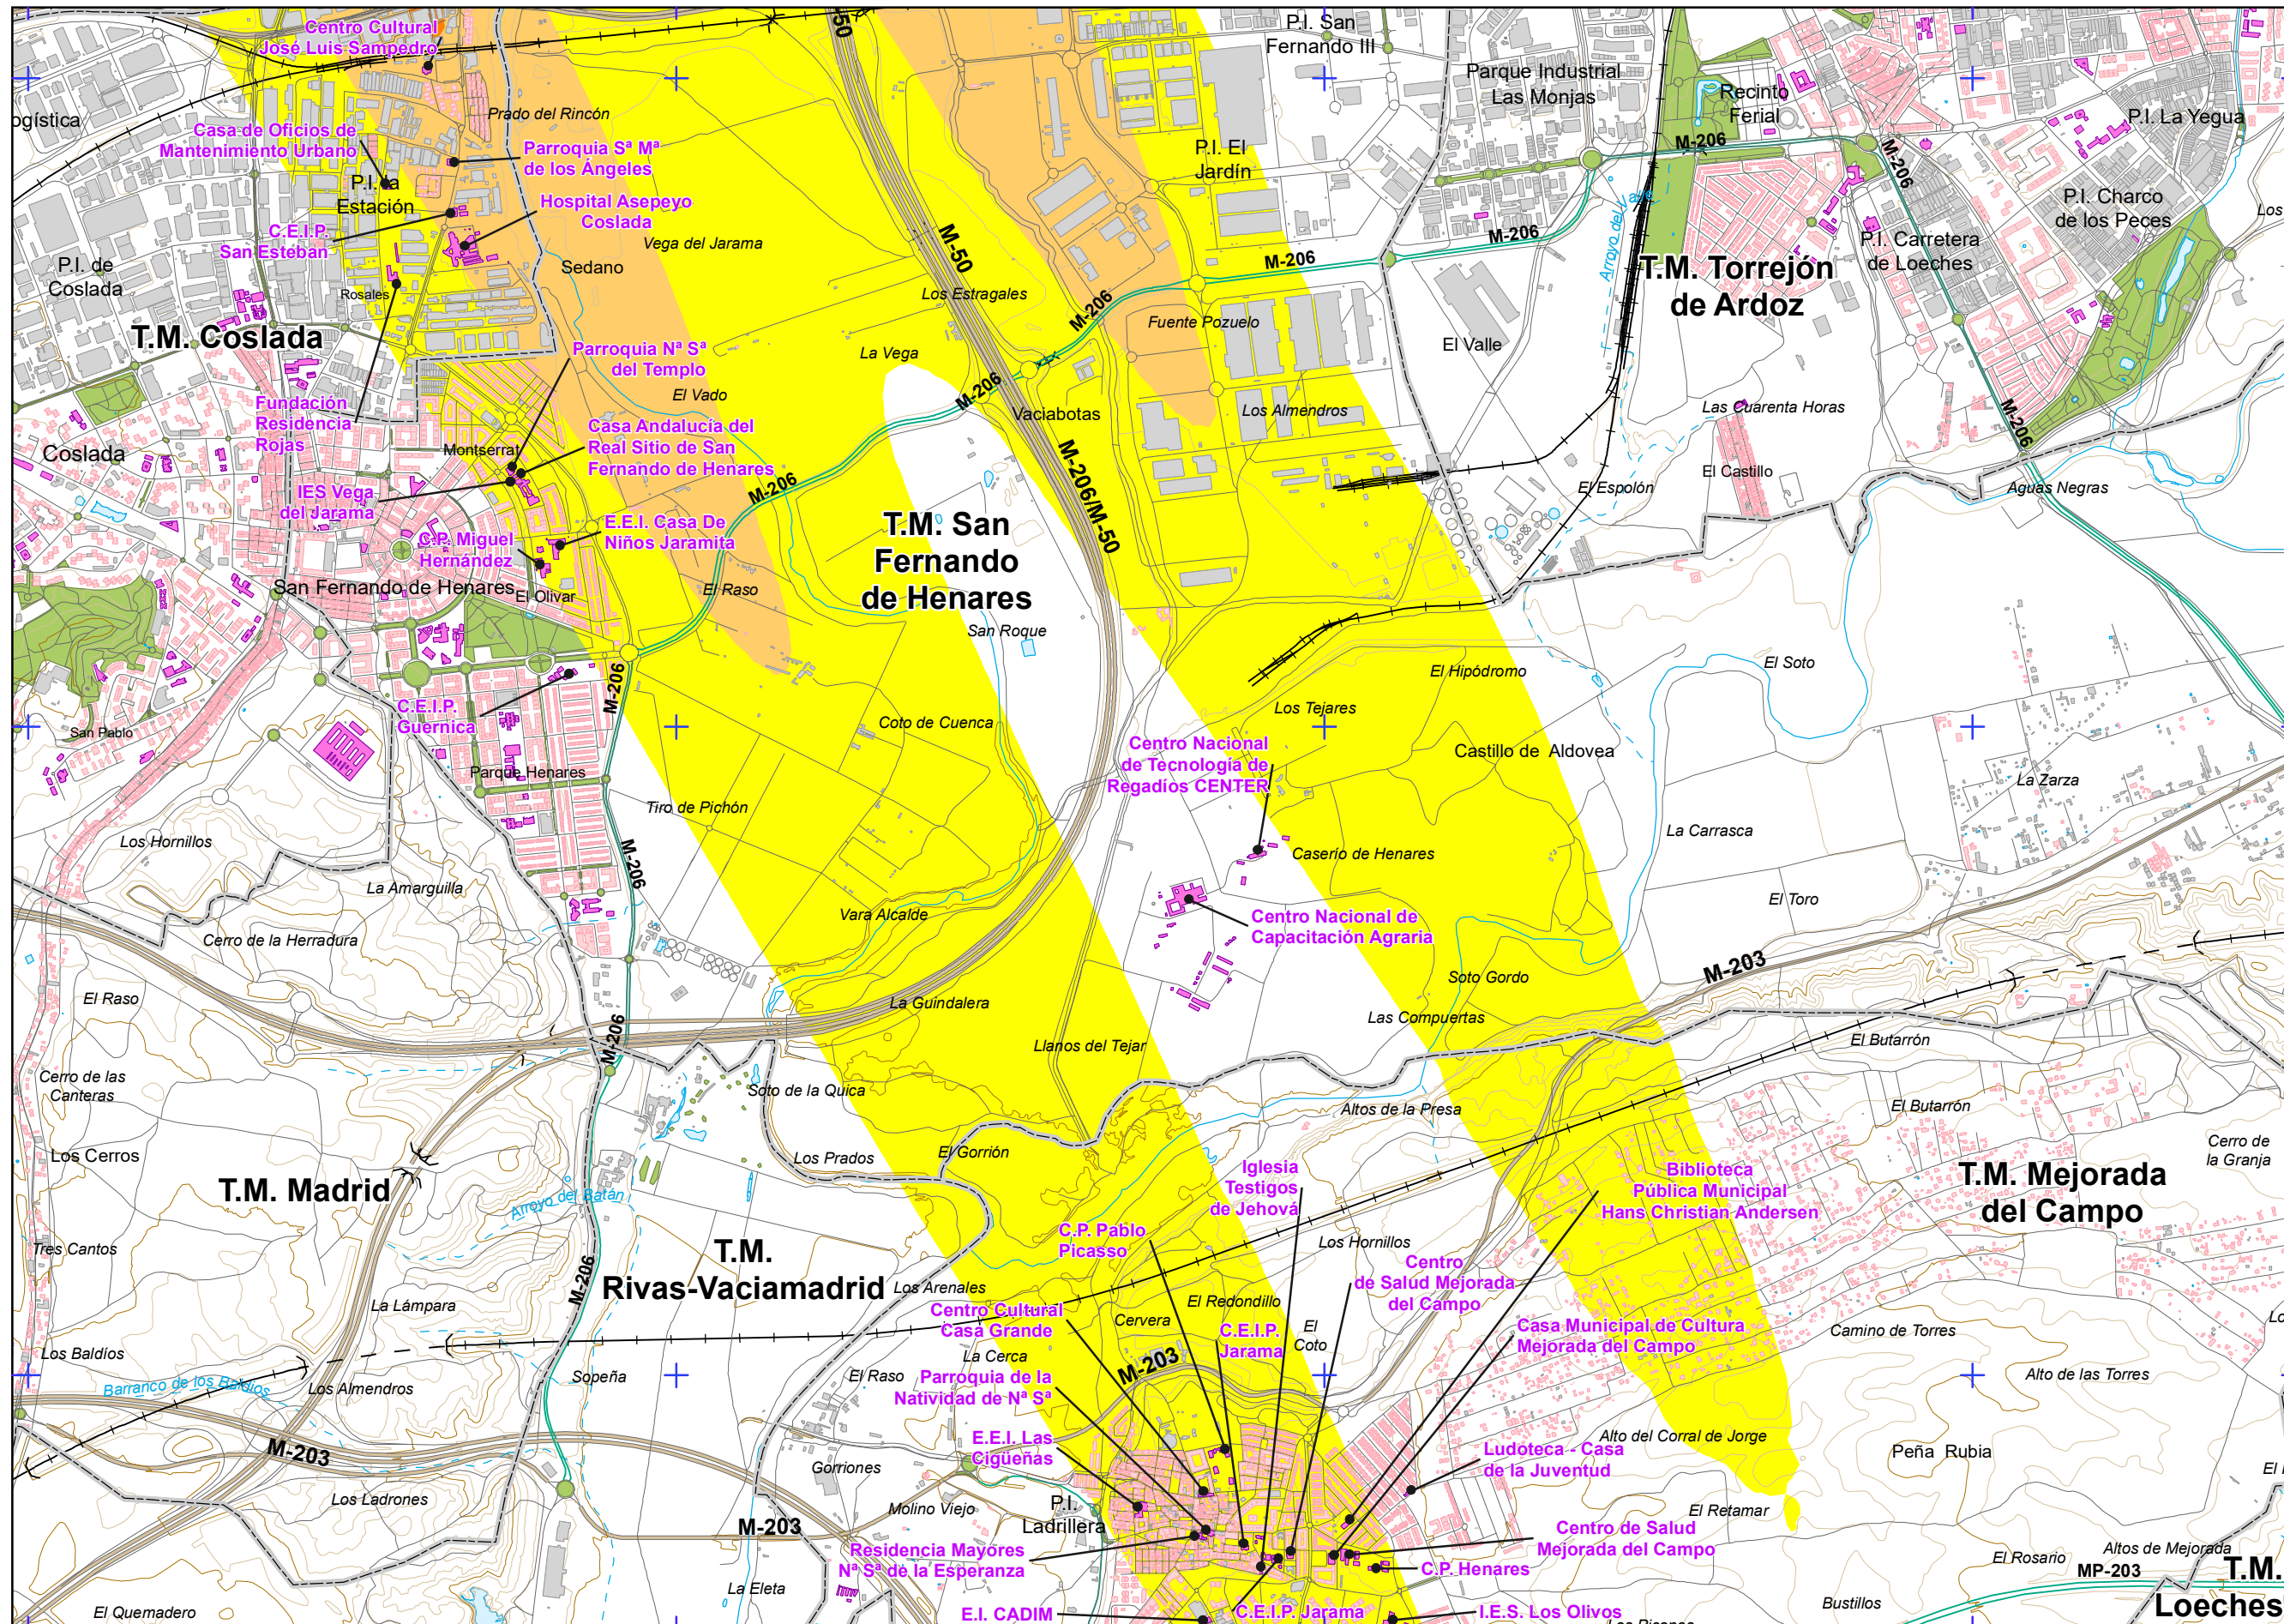 Centro Cultural
José Luis Sampedro
-50
P.I. San
Fernando III
Parque Industrial
Las Monjas
Recinto
Ferial
P.I. La Yegua
ogística
Prado del Rincón
Casa de Oficios de
Mantenimiento Urbano
Parroquia Sª Mª
de los Ángeles
P.I. la
Estación
P.I. El
Jardín
M-206
M-206
P.I. Charco
de los Peces
Los
Hospital Asepeyo
Coslada
C.E.I.P.
San Esteban
Vega del Jarama
Sedano
M-50
M-206
M-206
P.I. Carretera
de Loeches
P.I. de
Coslada
Rosales
Los Estragales
M-206
T.M. Torrejón
de Ardoz
T.M. Coslada
Fuente Pozuelo
El Valle
Parroquia Nª Sª
del Templo
La Vega
El Vado
M-206
Vaciabotas
Los Almendros
Las Cuarenta Horas
M-206
Fundación
Residencia
Rojas
Casa Andalucía del
Real Sitio de San
Fernando de Henares
Coslada
Montserrat
M-206
M-206/M-50
El Castillo
El Espolón
Aguas Negras
IES Vega
del Jarama
C.P. Miguel
Hernández
E.E.I. Casa De
Niños Jaramita
T.M. San
Fernando
de Henares
San Fernando de Henares
El Olivar
El Raso
San Roque
El Soto
El Hipódromo
M-206
C.E.I.P.
Guernica
Los Tejares
Coto de Cuenca
San Pablo
Centro Nacional
de Tecnología de
Regadíos CENTER
Castillo de Aldovea
Parque Henares
La Zarza
Tiro de Pichón
Los Hornillos
La Carrasca
M-206
Caserío de Henares
La Amarguilla
El Toro
Vara Alcalde
Centro Nacional de
Capacitación Agraria
Cerro de la Herradura
M-203
Soto Gordo
El Raso
La Guindalera
Las Compuertas
M-206
Llanos del Tejar
El Butarrón
Cerro de las
Canteras
Soto de la Quica
Altos de la Presa
El Butarrón
Los Cerros
Los Prados
El Gorrión
Cerro de
la Granja
T.M. Madrid
Arroyo del Batán
Iglesia
Testigos
de Jehová
Biblioteca
Pública Municipal
Hans Christian Andersen
T.M. Mejorada
del Campo
C.P. Pablo
Picasso
Los Hornillos
Tres Cantos
M-206
T.M.
Rivas-Vaciamadrid
Los Arenales
Centro
de Salud Mejorada
del Campo
La Lámpara
Centro Cultural
Casa Grande
El Redondillo
Cervera
C.E.I.P.
Jarama
El
Coto
Casa Municipal de Cultura
Mejorada del Campo
Camino de Torres
Los Baldíos
La Cerca
M-203
Barranco de los Baldíos
Los Almendros
Sopeña
El Raso
Parroquia de la
Natividad de Nª Sª
Alto de las Torres
M-203
E.E.I. Las
Cigüeñas
Alto del Corral de Jorge
Peña Rubia
Ludoteca - Casa
de la Juventud
Gorriones
Los Ladrones
Molino Viejo
P.I.
Ladrillera
El Retamar
M-203
Centro de Salud
Mejorada del Campo
Residencia Mayores
Nª Sª de la Esperanza
C.P. Henares
El Rosario
Altos de Mejorada
MP-203
T.M.
Loeches
La Eleta
El Quemadero
E.I. CADIM
C.E.I.P. Jarama
I.E.S. Los Olivos
Bustillos